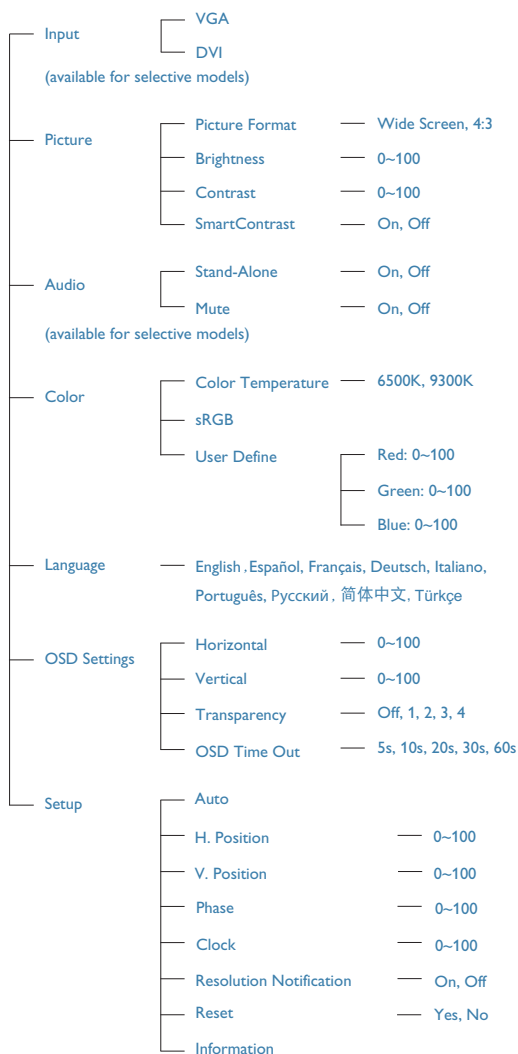 Input
VGA
DVI
(available for selective models)
Picture
Picture Format Wide Screen, 4:3
Brightness 0~100
Contrast 0~100
SmartContrast On, Off
Audio
Stand-Alone On, Off
Mute On, Off
(available for selective models)
Color
Color Temperature 6500K, 9300K
sRGB
User Define Red: 0~100
Green: 0~100
Blue: 0~100
Language English , Español, Français, Deutsch, Italiano,
Português, Русский , 简体中文, Türkçe
OSD Settings
Horizontal 0~100
Vertical 0~100
Transparency Off, 1, 2, 3, 4
OSD Time Out 5s, 10s, 20s, 30s, 60s
Setup
Auto
H. Position 0~100
V. Position 0~100
Phase 0~100
Clock 0~100
Resolution Notification On, Off
Reset Yes, No
Information